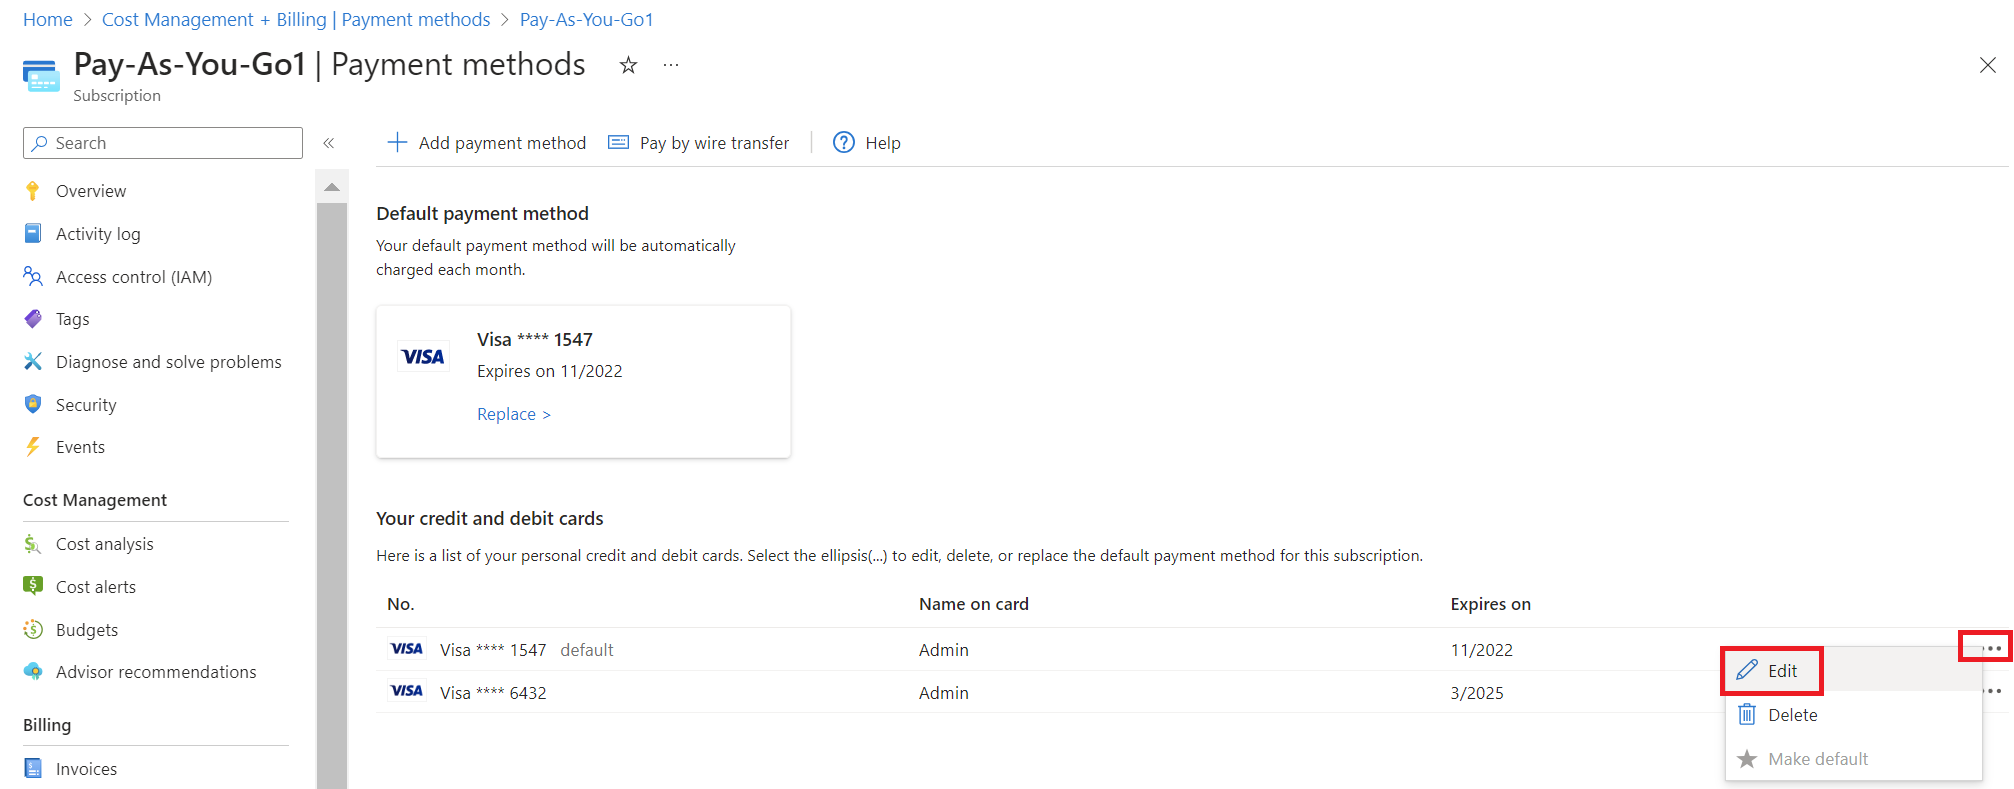 Home > Cost Management + Billing | Payment methods > Pay-As-You-Go1
Pay-As-You-Go1 | Payment methods ☆ ...
Subscription
Search «
Add payment method Pay by wire transfer Help
Overview
Activity log
Access control (IAM)
Tags
Diagnose and solve problems
Security
Events
Cost Management
Cost analysis
Cost alerts
Budgets
Advisor recommendations
Billing
Invoices
Default payment method
Your default payment method will be automatically
charged each month.
VISA
Visa **** 1547
Expires on 11/2022
Replace >
Your credit and debit cards
Here is a list of your personal credit and debit cards. Select the ellipsis(...) to edit, delete, or replace the default payment method for this subscription.
No. Name on card Expires on
VISA Visa **** 1547 default Admin 11/2022
VISA Visa **** 6432 Admin 3/2025
Edit
Delete
Make default